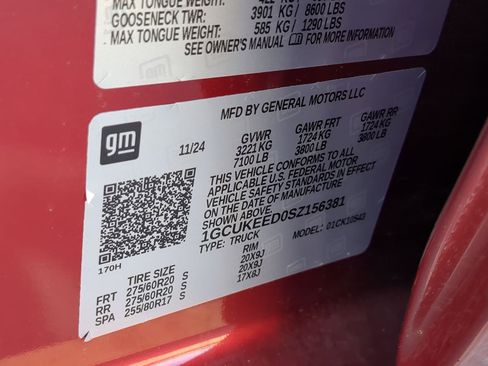 MAX TONGUE WEIGHT:
GOOSENECK TWR: 3901 KG / 8600 LBS
MAX TONGUE WEIGHT: 585 KG / 1290 LBS
SEE OWNER'S MANUAL gm FOR MORE INFORMATION
MFD BY GENERAL MOTORS LLC
gm
11/24
GVWR GAWR FRT GAWR RR
3221 KG 1724 KG 1724 KG
7100 LB 3800 LB 3800 LB
THIS VEHICLE CONFORMS TO ALL
APPLICABLE U.S. FEDERAL MOTOR
VEHICLE SAFETY STANDARDS IN EFFECT
ON THE DATE OF MANUFACTURE
SHOWN ABOVE.
1GCUKEED0SZ156381
TYPE: TRUCK MODEL: 01CK10543
170H
TIRE SIZE RIM
FRT 275/60R20 S 20X9J
RR 275/60R20 S 20X9J
SPA 255/80R17 S 17X8J